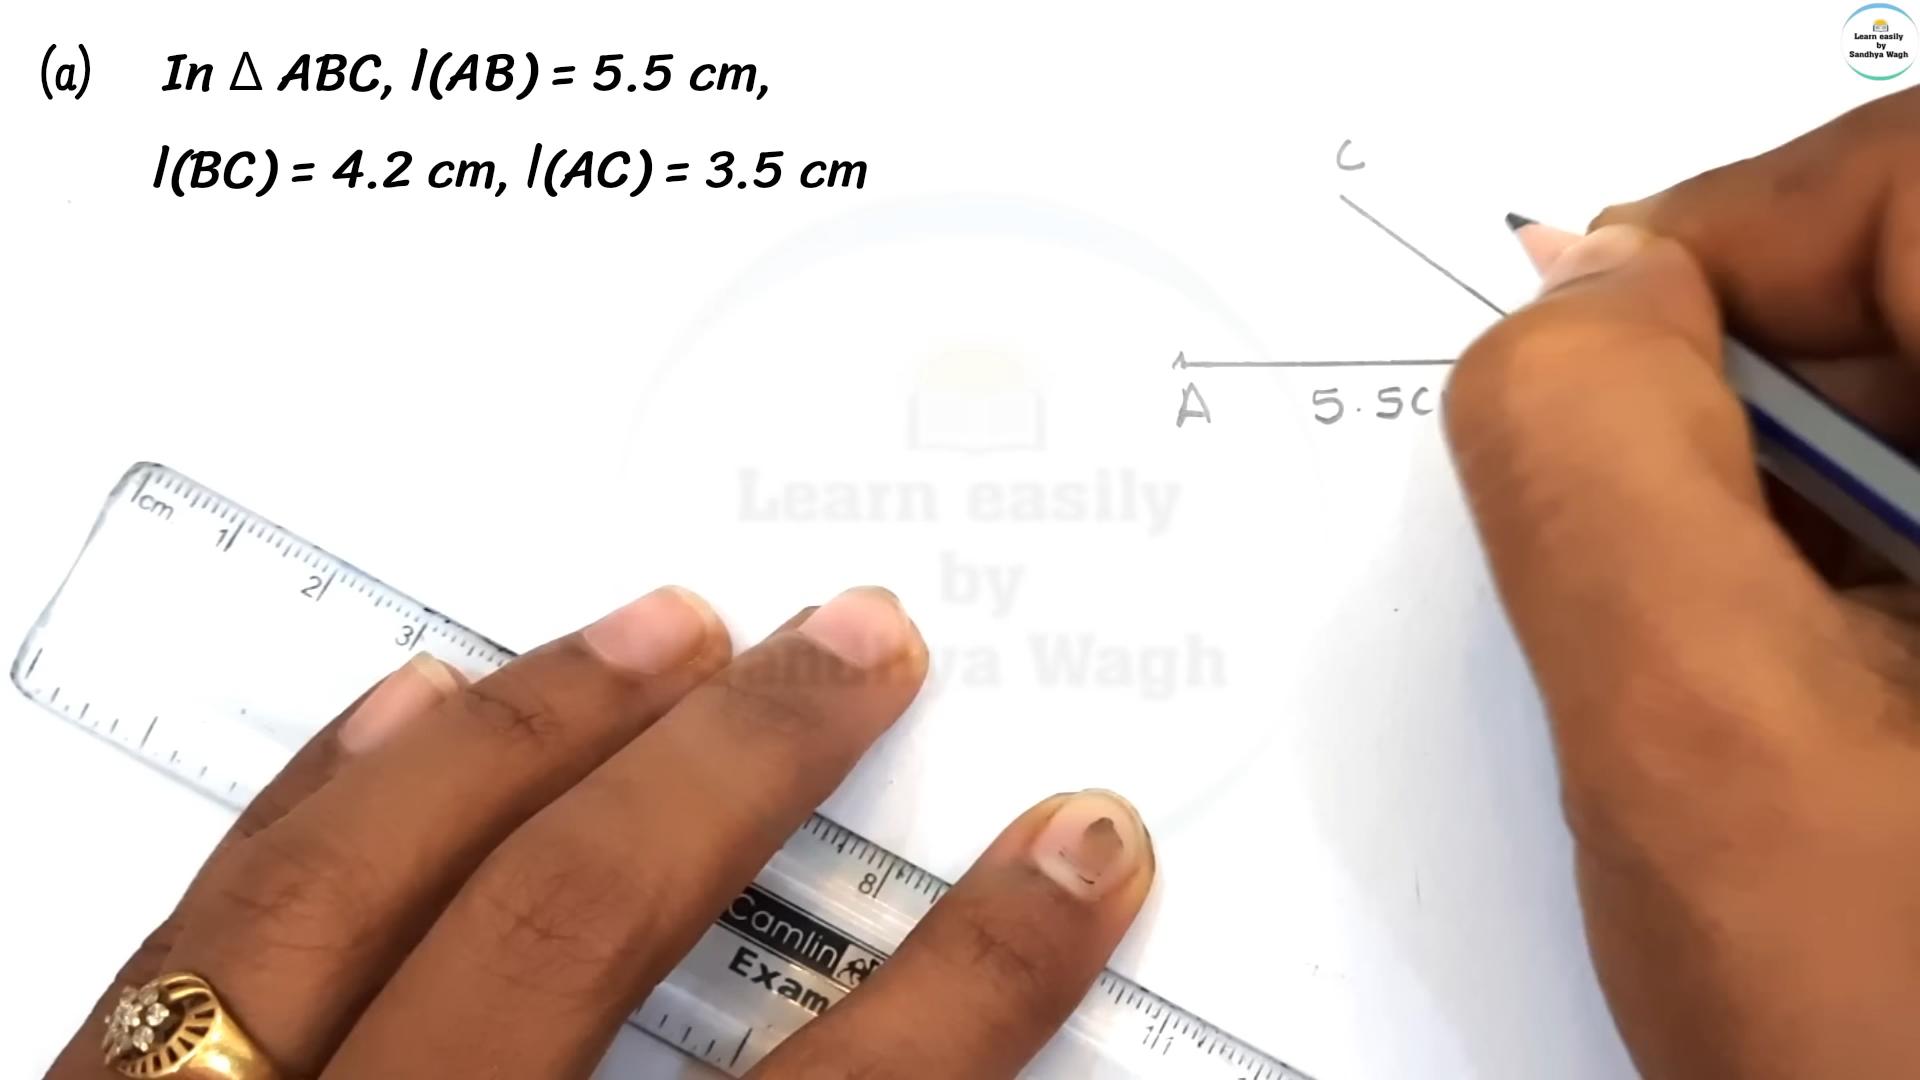 (a) In Δ ABC, l(AB) = 5.5 cm,
l(BC) = 4.2 cm, l(AC) = 3.5 cm
Learn easily
by
Sandhya Wagh
C
A 5.5c
Learn easily
by
Wagh
cm 1 2 3 8 11
Camlin
Exam